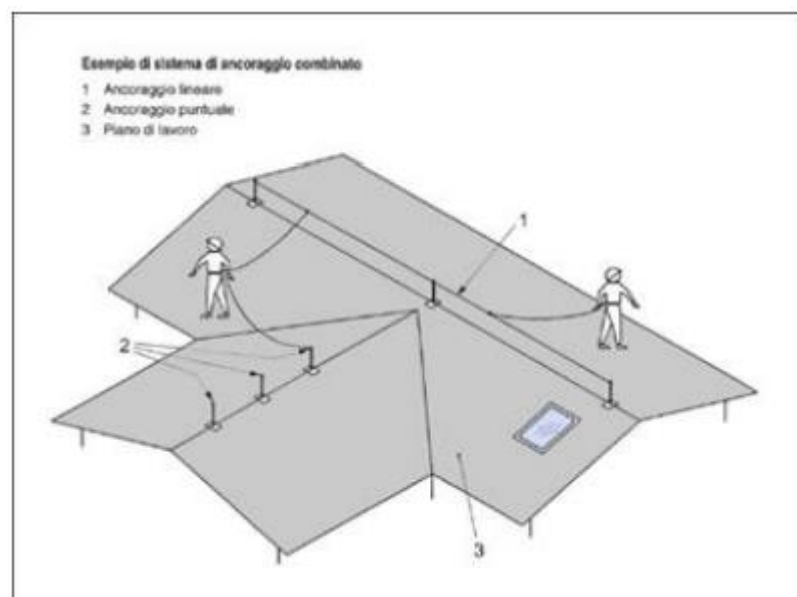 Esempio di sistema di ancoraggio combinato
1 Ancoraggio lineare
2 Ancoraggio puntuale
3 Piano di lavoro
1
2
3